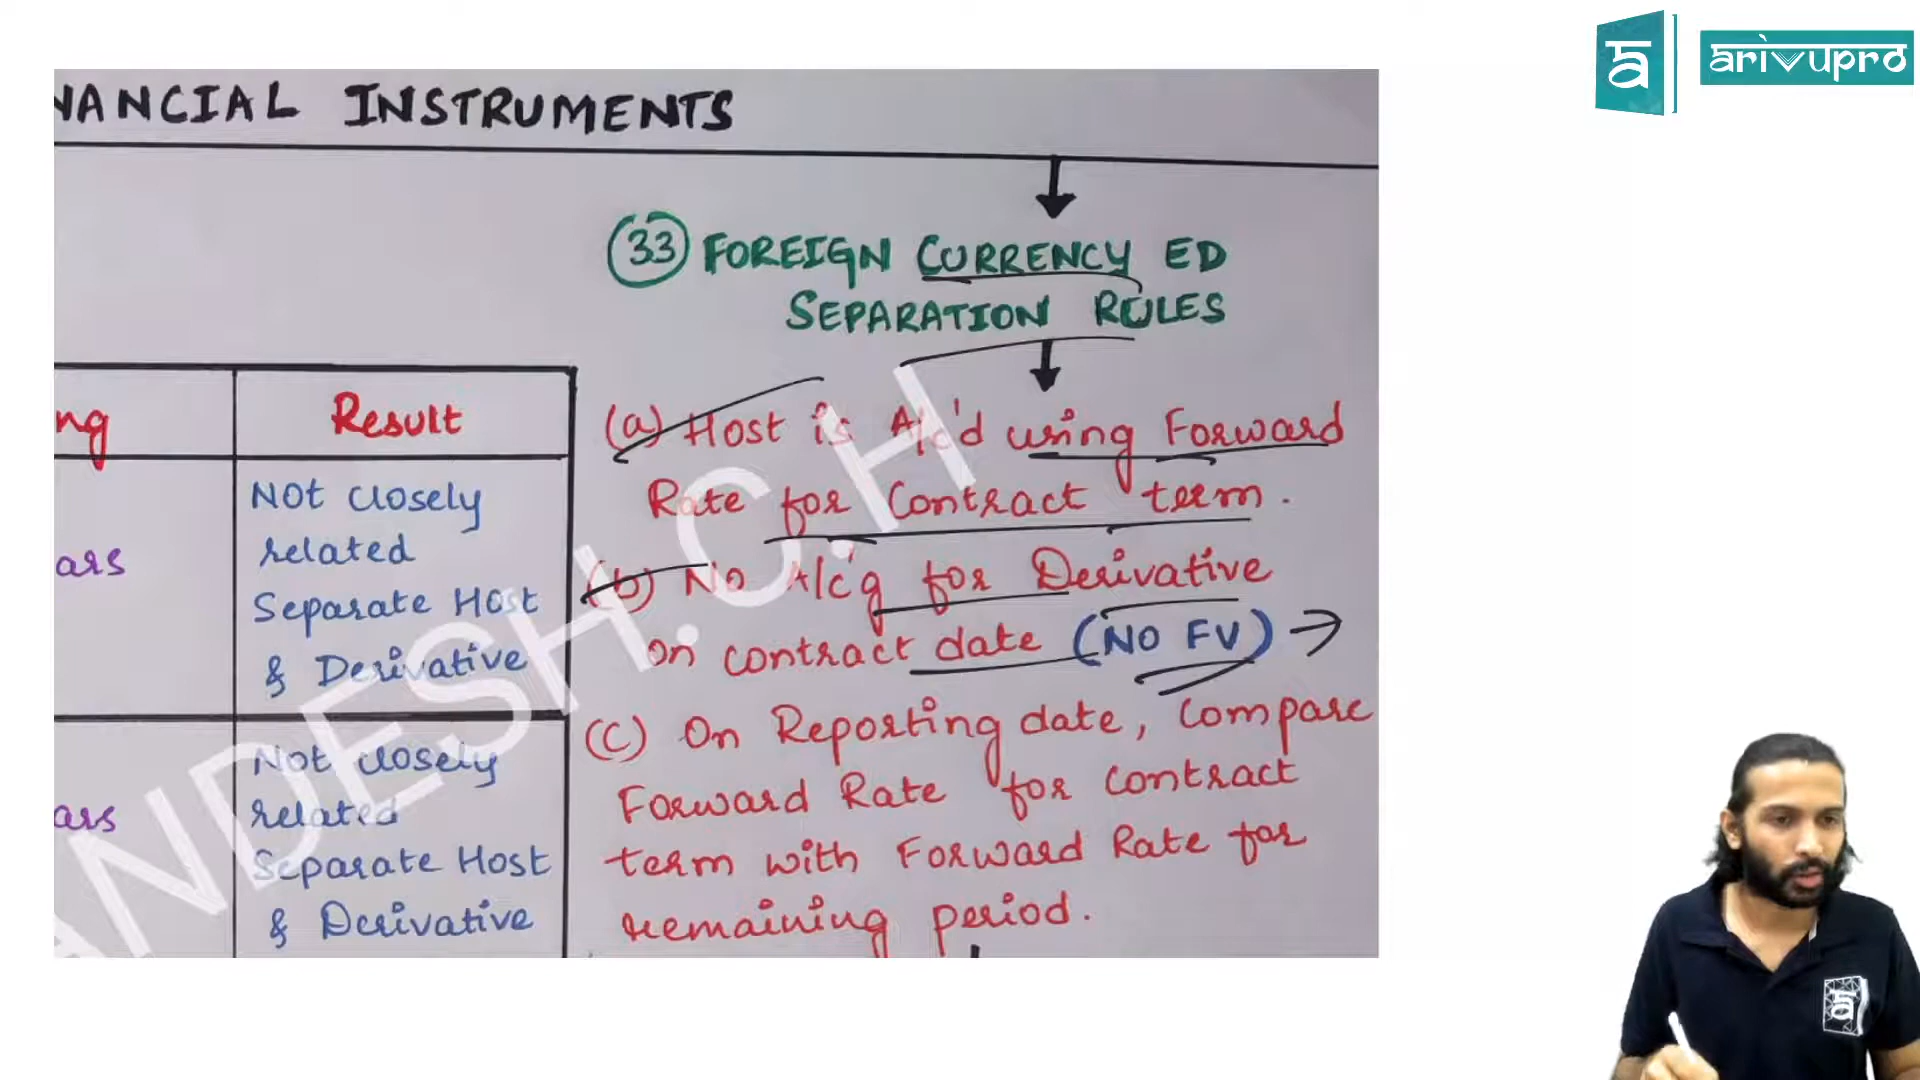 ā arivupro
NANCIAL INSTRUMENTS
33 FOREIGN CURRENCY ED
SEPARATION RULES
ng
Result
ars
Not closely
related
Separate Host
& Derivative
ars
Not closely
related
Separate Host
& Derivative
(a) Host is A/c'd using Forward
Rate for Contract term.
(b) No A/c'g for Derivative
on contract date (NO FV) →
(c) On Reporting date, Compare
Forward Rate for contract
term with Forward Rate for
remaining period.
ANDESH.C.H
ā